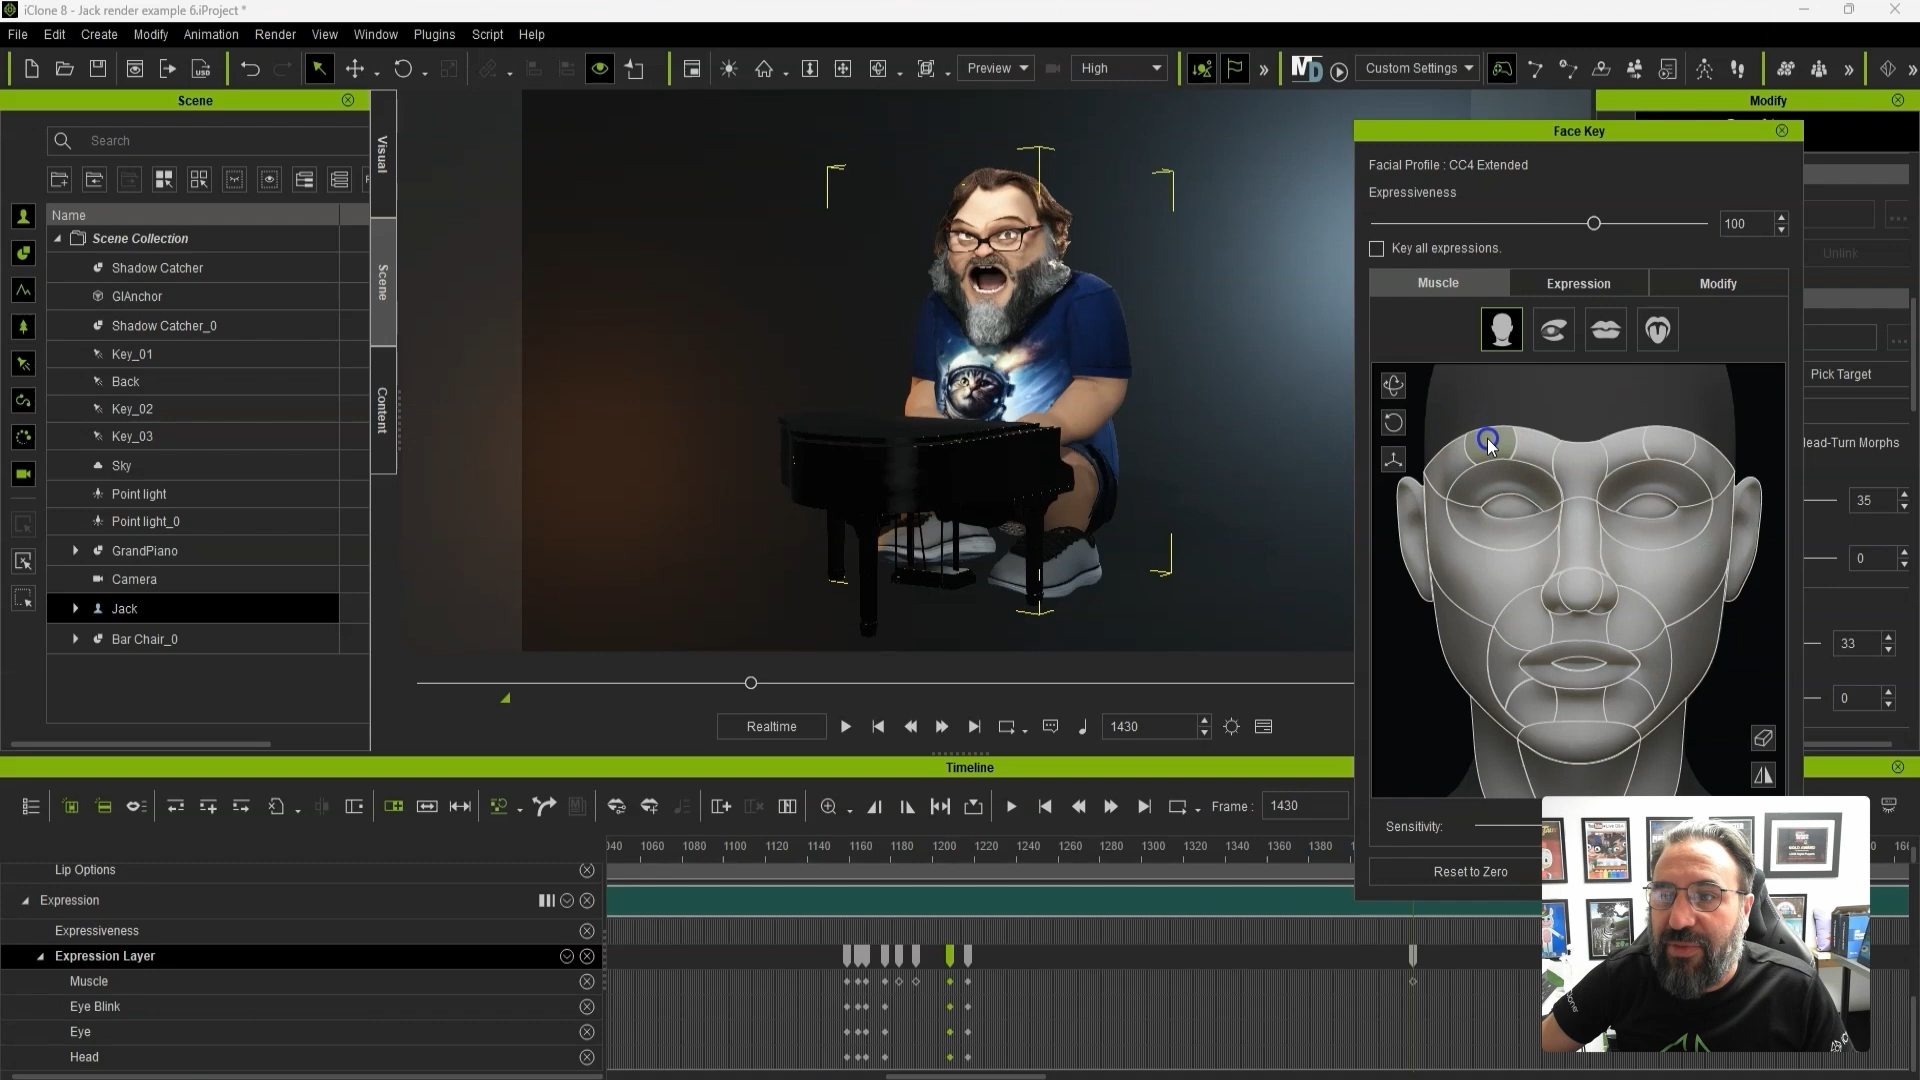 iClone 8 - Jack render example 6.iProject *
File Edit Create Modify Animation Render View Window Plugins Script Help
Preview High Custom Settings
Scene
Search
Name
Scene Collection
Shadow Catcher
GIAnchor
Shadow Catcher_0
Key_01
Back
Key_02
Key_03
Sky
Point light
Point light_0
GrandPiano
Camera
Jack
Bar Chair_0
Visual
Scene
Content
Modify
Face Key
Facial Profile : CC4 Extended
Expressiveness
100
Key all expressions.
Muscle Expression Modify
Unlink
Pick Target
lead-Turn Morphs
35
0
33
0
Sensitivity:
Reset to Zero
Realtime 1430
Timeline
Frame : 1430
040 1060 1080 1100 1120 1140 1160 1180 1200 1220 1240 1260 1280 1300 1320 1340 1360 1380
Lip Options
Expression
Expressiveness
Expression Layer
Muscle
Eye Blink
Eye
Head